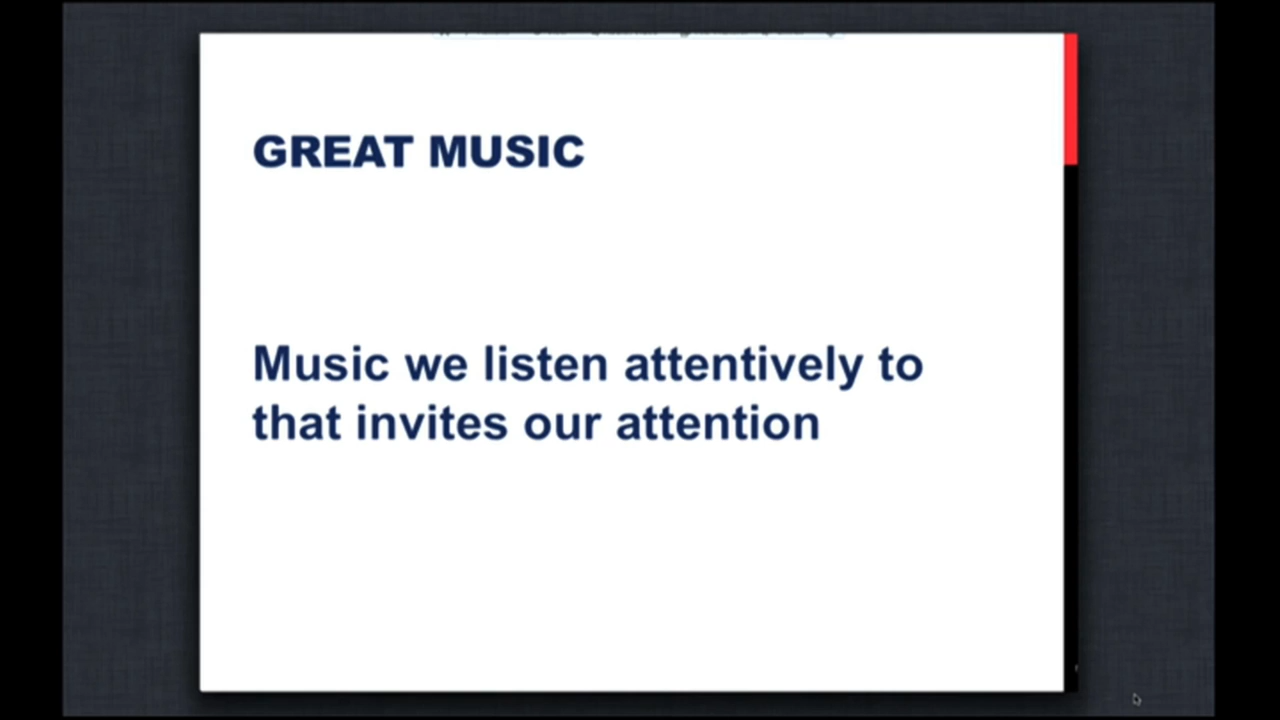 GREAT MUSIC
Music we listen attentively to
that invites our attention